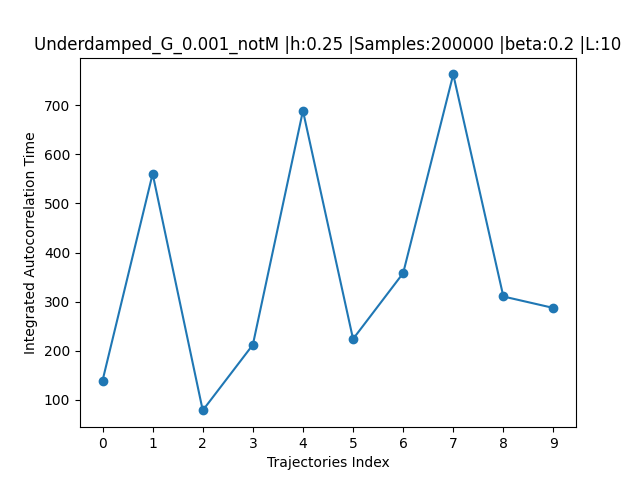 Underdamped_G_0.001_notM |h:0.25 |Samples:200000 |beta:0.2 |L:10
Integrated Autocorrelation Time
700
600
500
400
300
200
100
0 1 2 3 4 5 6 7 8 9
Trajectories Index